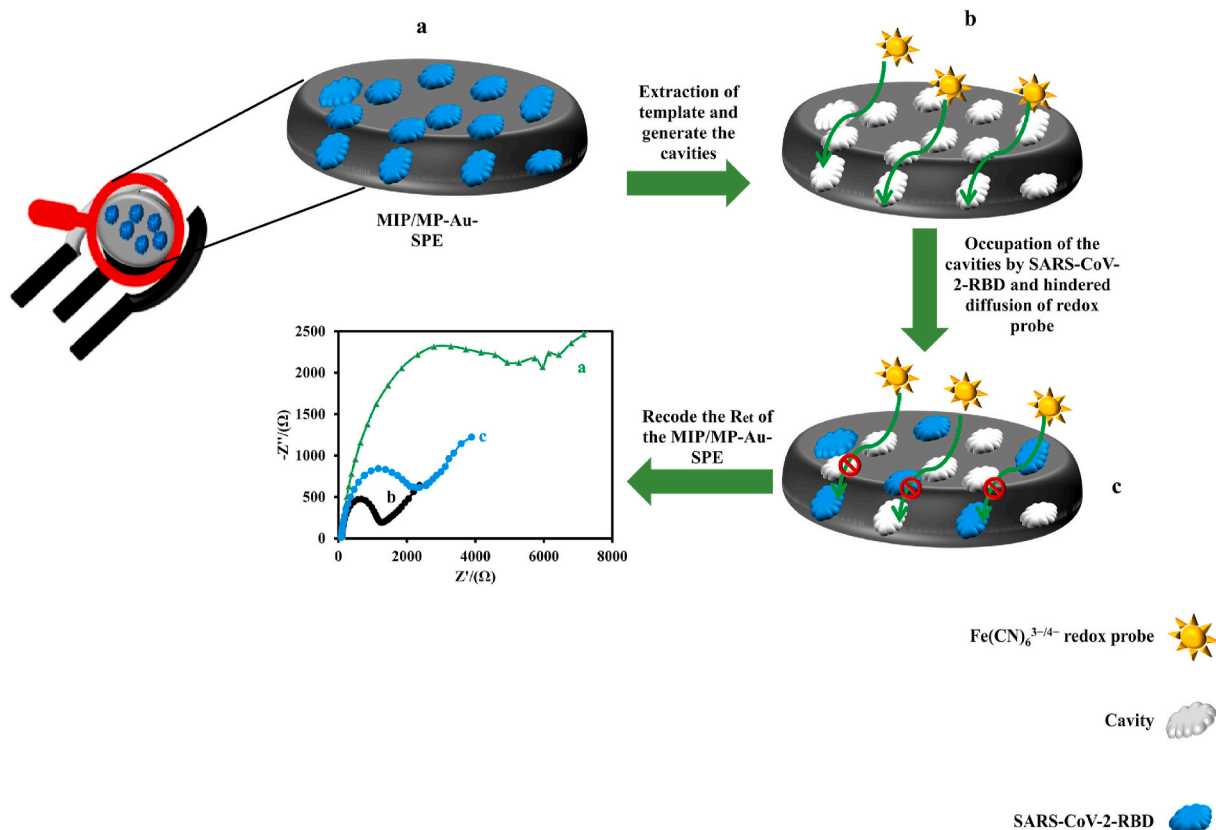 a
b
Extraction of
template and
generate the
cavities
MIP/MP-Au-
SPE
Occupation of the
cavities by SARS-CoV-
2-RBD and hindered
diffusion of redox
probe
2500
2000
1500
1000
500
0
-Z''/(Ω)
a
c
b
0 2000 4000 6000 8000
Z'/(Ω)
Recode the Ret of
the MIP/MP-Au-
SPE
c
Fe(CN)₆³⁻/⁴⁻ redox probe
Cavity
SARS-CoV-2-RBD